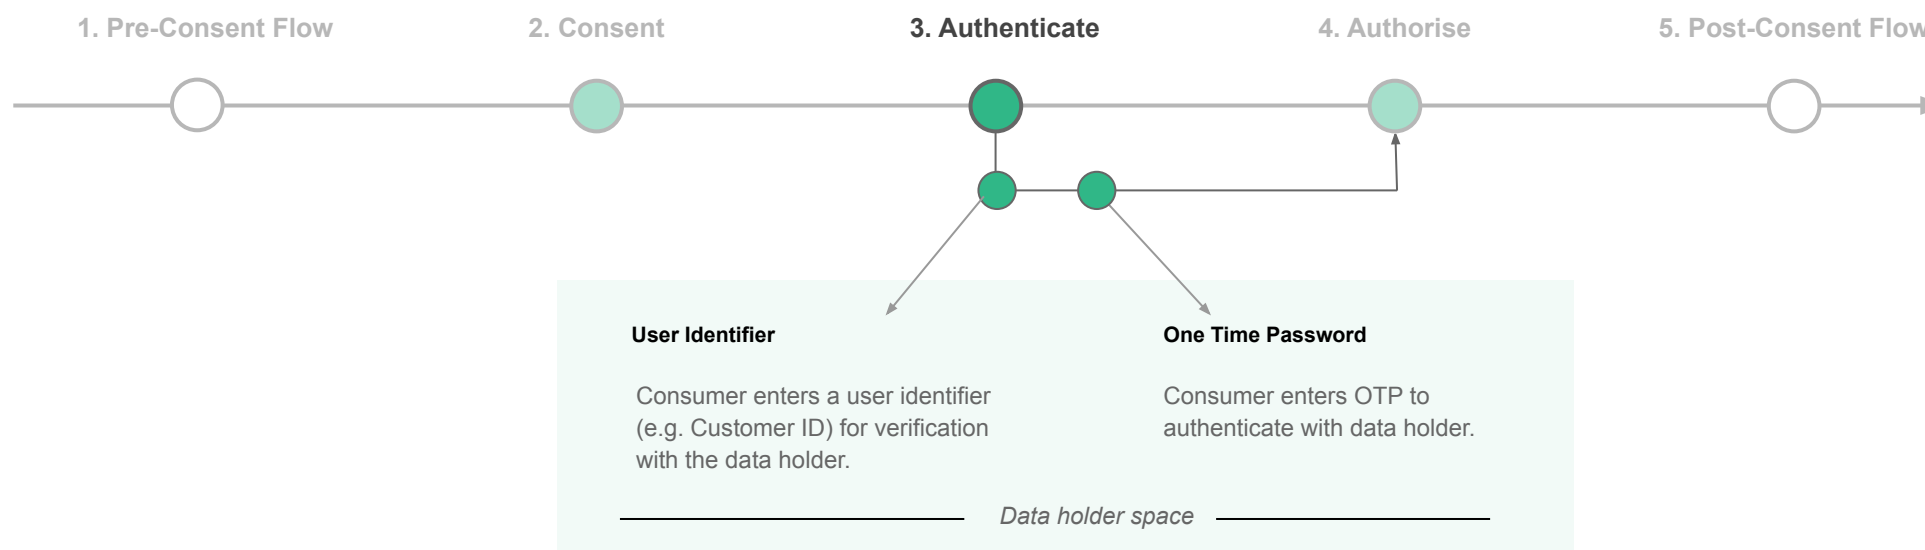 1. Pre-Consent Flow
2. Consent
3. Authenticate
4. Authorise
5. Post-Consent Flow
User Identifier
Consumer enters a user identifier
(e.g. Customer ID) for verification
with the data holder.
One Time Password
Consumer enters OTP to
authenticate with data holder.
Data holder space